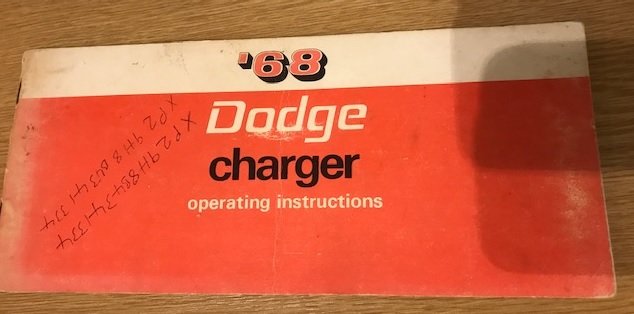 '68
Dodge
charger
operating instructions